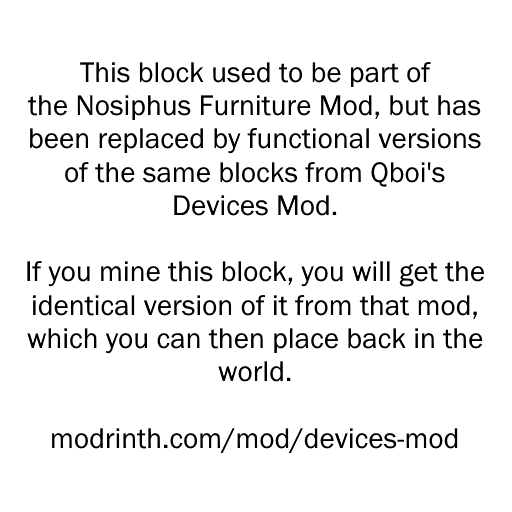 This block used to be part of
the Nosiphus Furniture Mod, but has
been replaced by functional versions
of the same blocks from Qboi's
Devices Mod.
If you mine this block, you will get the
identical version of it from that mod,
which you can then place back in the
world.
modrinth.com/mod/devices-mod